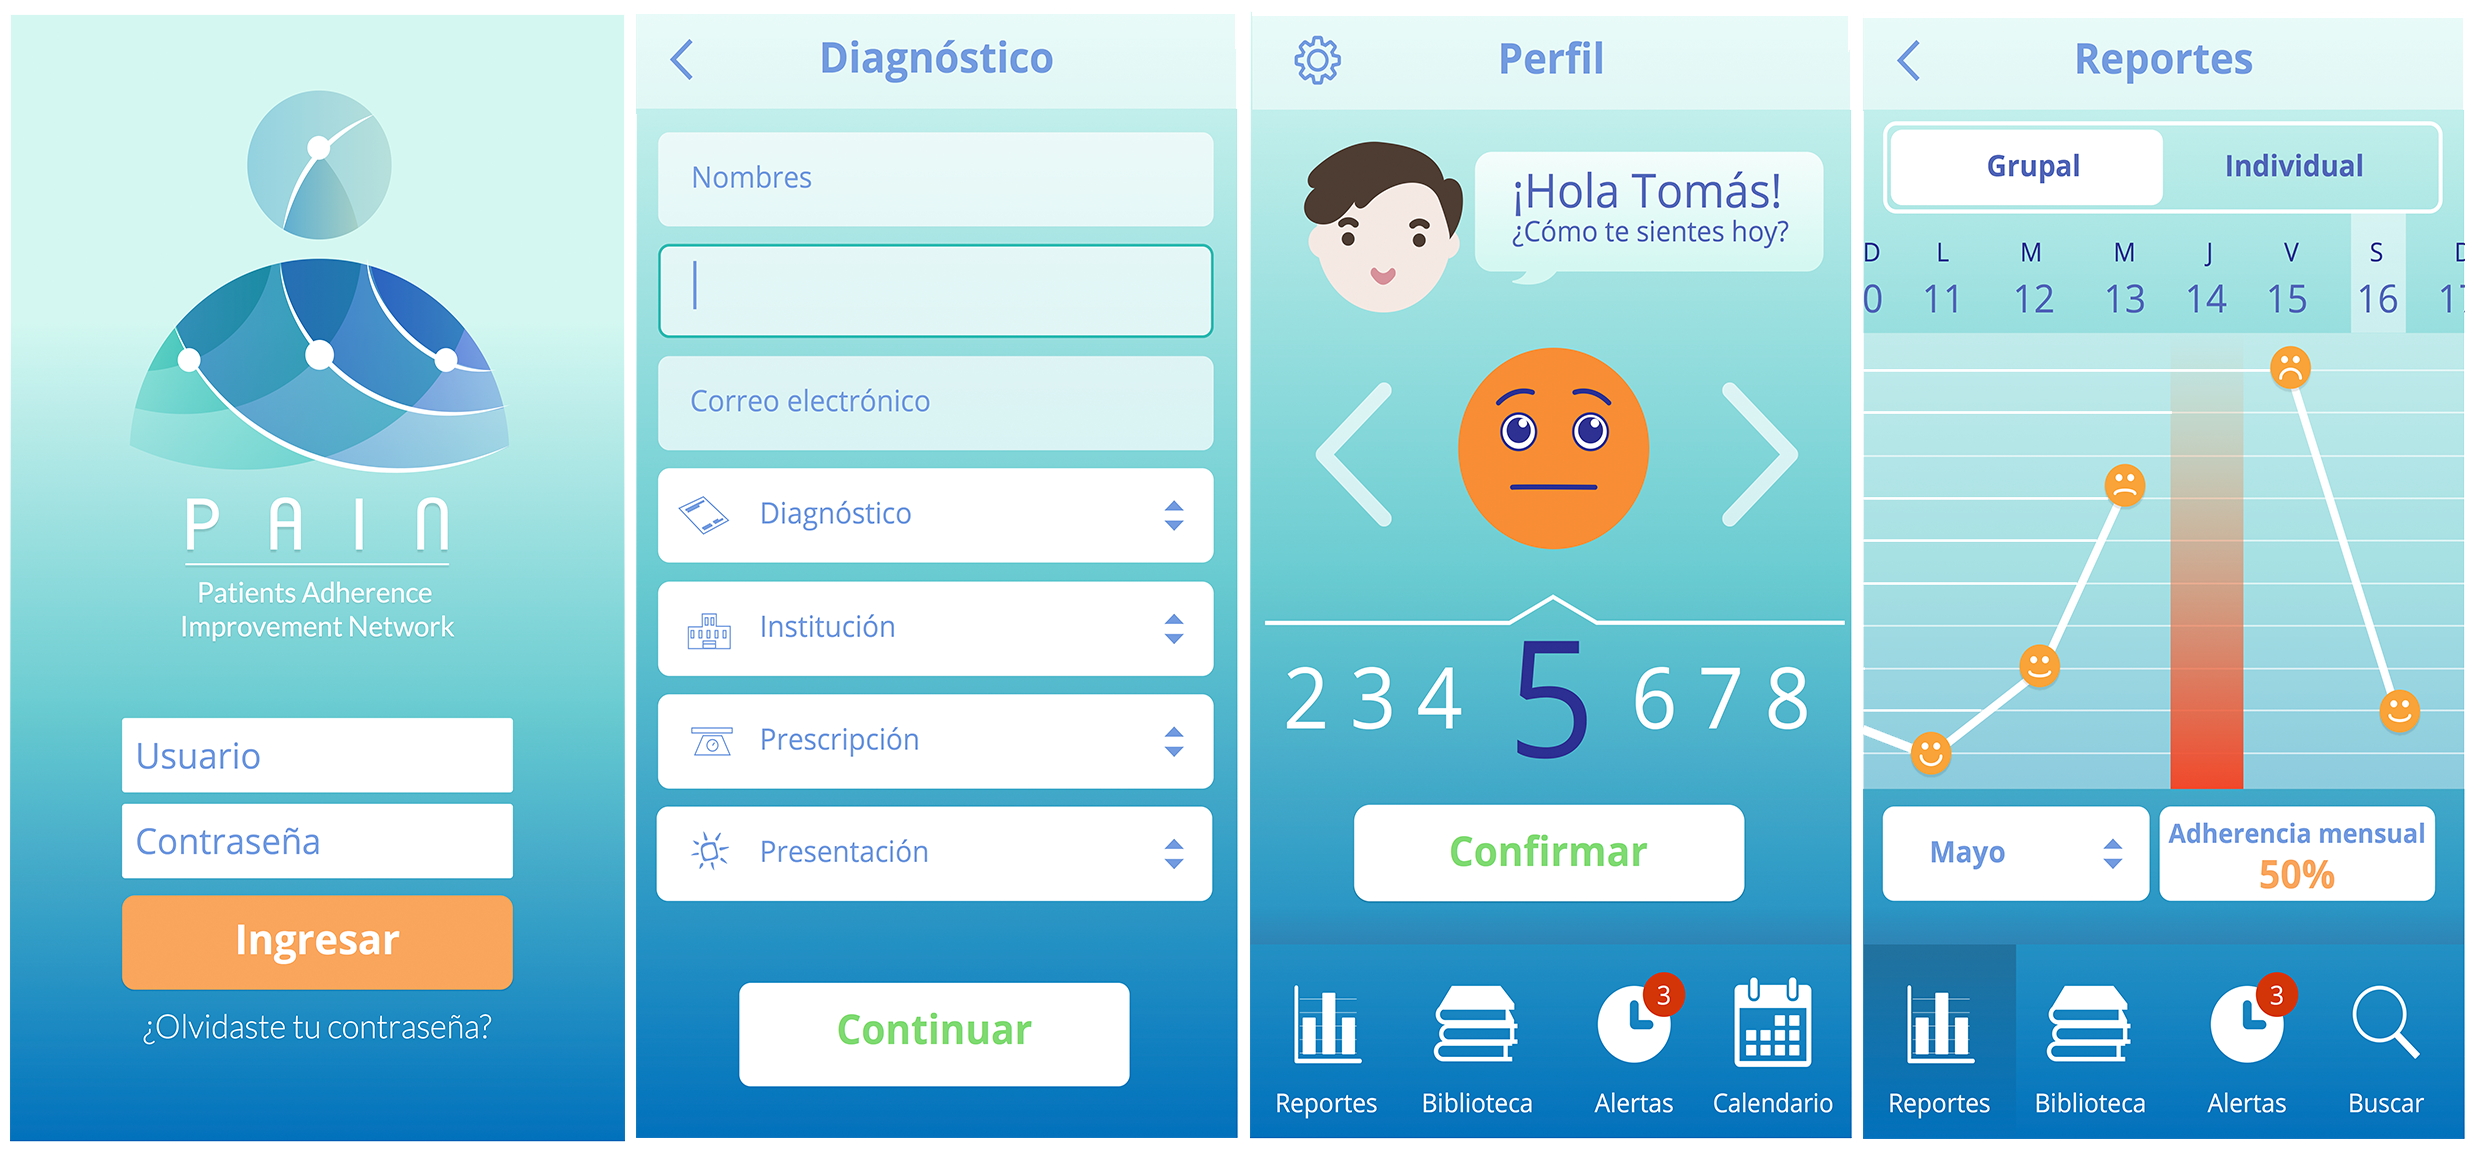 P A I N
Patients Adherence
Improvement Network
Usuario
Contraseña
Ingresar
¿Olvidaste tu contraseña?
Diagnóstico
Nombres
Correo electrónico
Diagnóstico
Institución
Prescripción
Presentación
Continuar
Perfil
¡Hola Tomás!
¿Cómo te sientes hoy?
2 3 4 5 6 7 8
Confirmar
3
Reportes Biblioteca Alertas Calendario
Reportes
Grupal Individual
D L M M J V S D
0 11 12 13 14 15 16 17
Mayo
Adherencia mensual
50%
3
Reportes Biblioteca Alertas Buscar